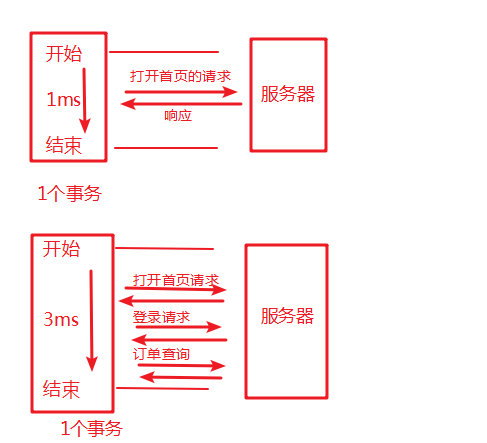 开始
打开首页的请求
1ms
服务器
响应
结束
1个事务
开始
打开首页请求
3ms
登录请求
服务器
订单查询
结束
1个事务